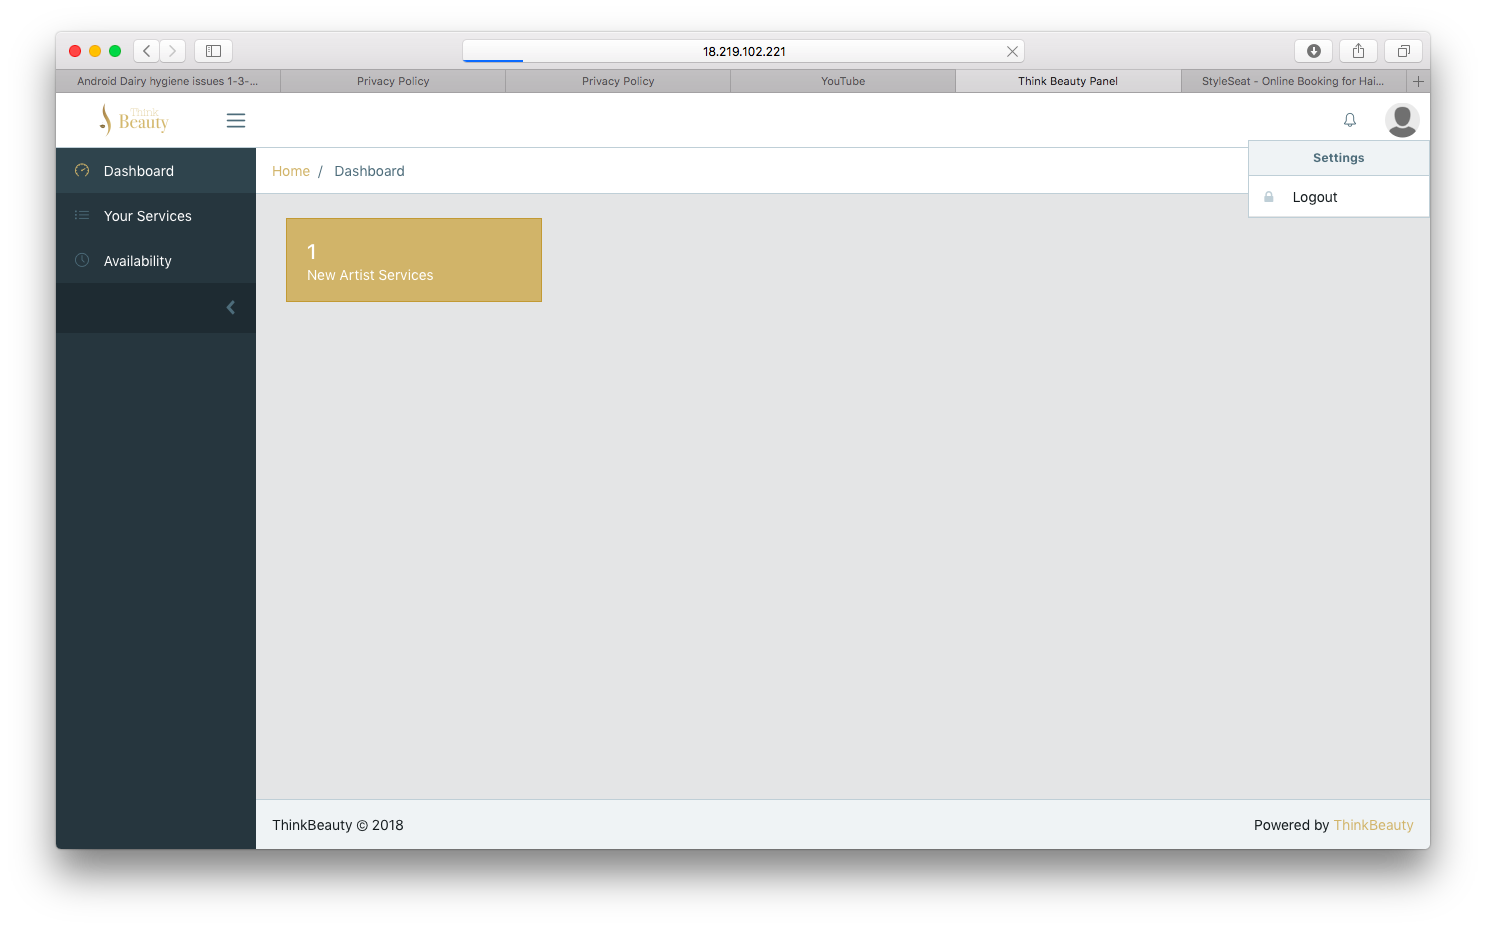 18.219.102.221
Android Dairy hygiene issues 1-3-...
Privacy Policy
Privacy Policy
YouTube
Think Beauty Panel
StyleSeat - Online Booking for Hai...
Think
Beauty
Settings
Logout
Dashboard
Your Services
Availability
Home / Dashboard
1
New Artist Services
ThinkBeauty © 2018
Powered by ThinkBeauty